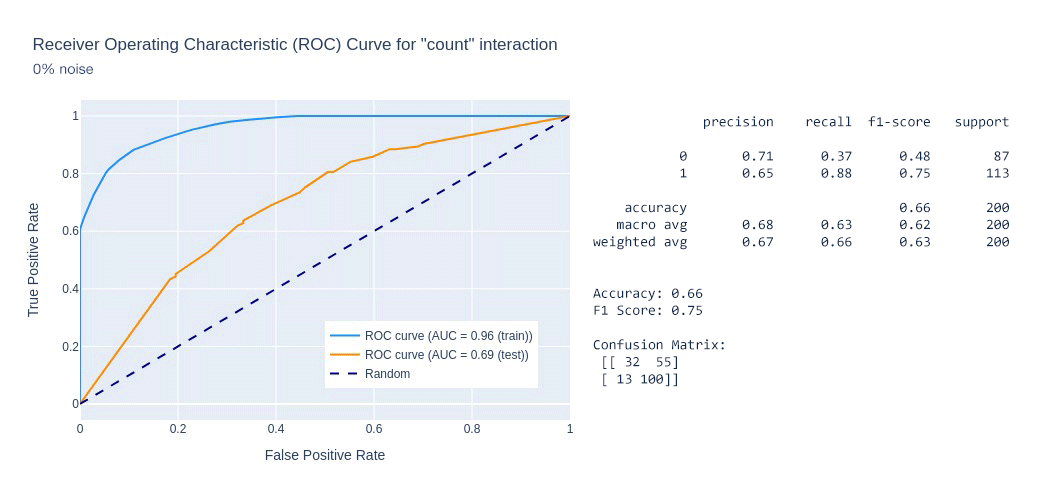 Receiver Operating Characteristic (ROC) Curve for "count" interaction
0% noise
1
0.8
0.6
0.4
0.2
0
0
0.2
0.4
0.6
0.8
1
True Positive Rate
False Positive Rate
ROC curve (AUC = 0.96 (train))
ROC curve (AUC = 0.69 (test))
Random
precision recall f1-score support
0 0.71 0.37 0.48 87
1 0.65 0.88 0.75 113
accuracy 0.66 200
macro avg 0.68 0.63 0.62 200
weighted avg 0.67 0.66 0.63 200
Accuracy: 0.66
F1 Score: 0.75
Confusion Matrix:
[[ 32 55]
[ 13 100]]